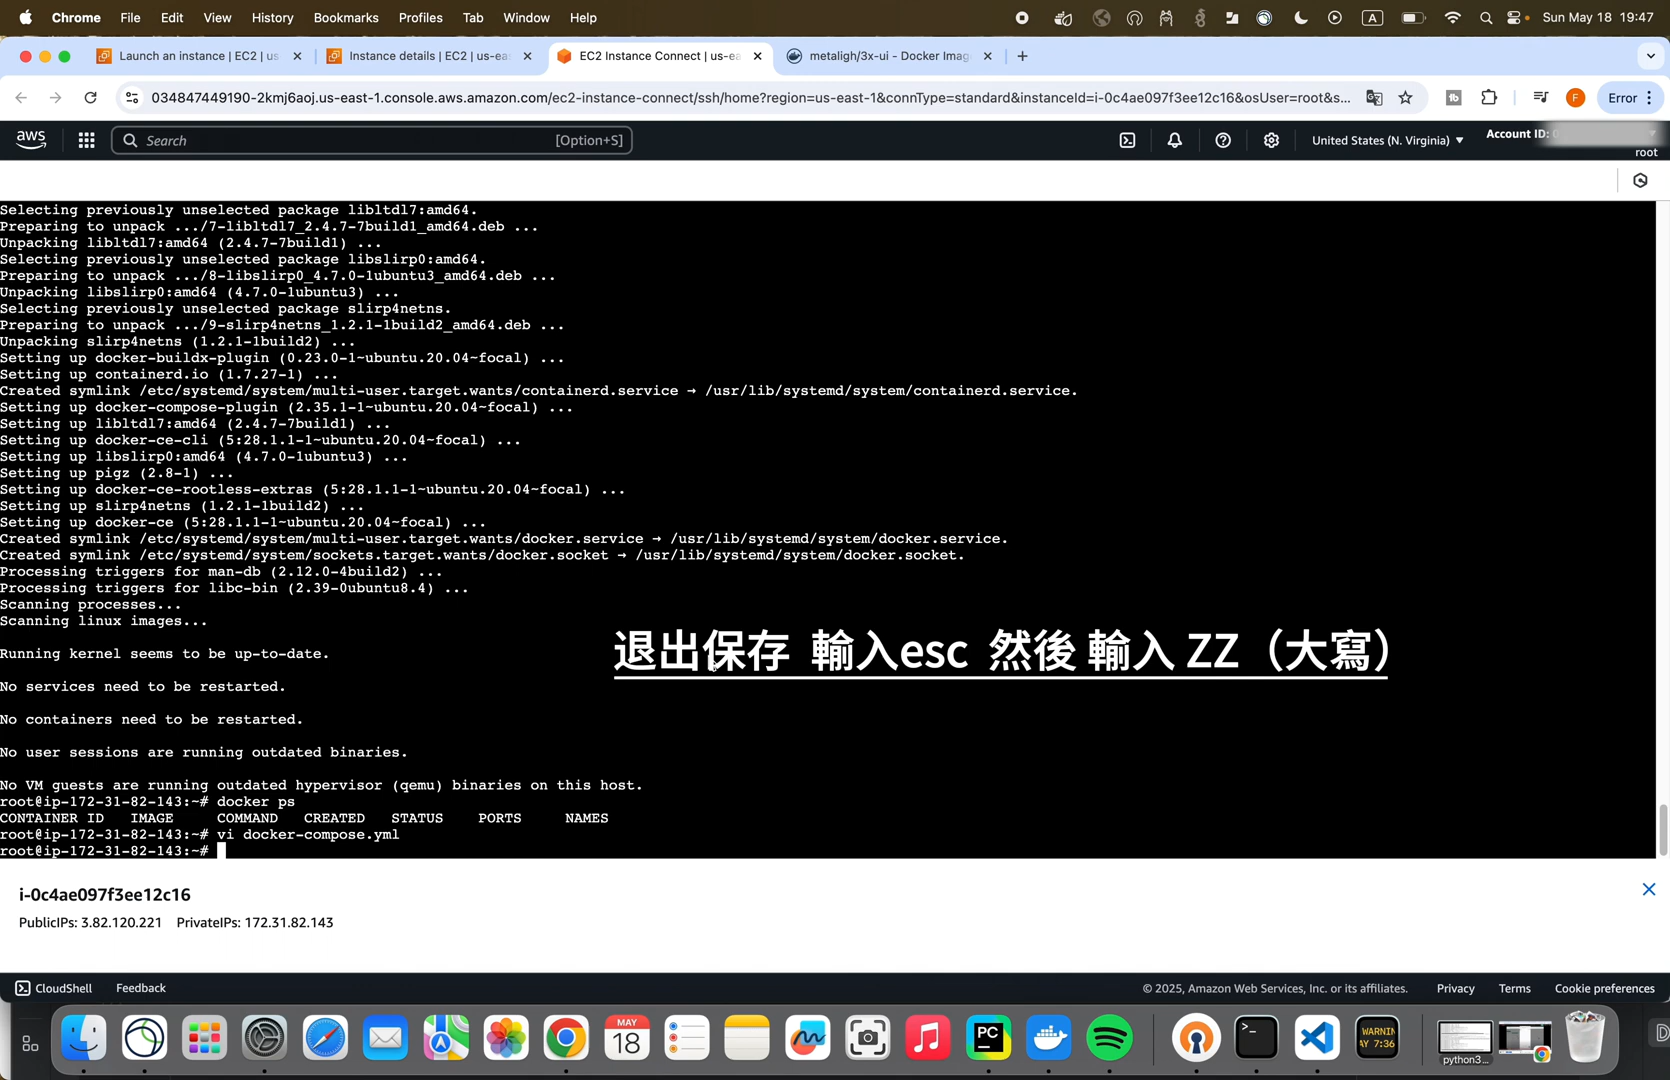 Chrome File Edit View History Bookmarks Profiles Tab Window Help A Sun May 18 19:47
Launch an instance | EC2 | us
Instance details | EC2 | us-ea
EC2 Instance Connect | us-ea
metaligh/3x-ui - Docker Imag
034847449190-2kmj6aoj.us-east-1.console.aws.amazon.com/ec2-instance-connect/ssh/home?region=us-east-1&connType=standard&instanceId=i-0c4ae097f3ee12c16&osUser=root&s...
F
Error
aws
Search
[Option+S]
United States (N. Virginia)
Account ID:
root
Selecting previously unselected package libltdl7:amd64.
Preparing to unpack .../7-libltdl7_2.4.7-7build1_amd64.deb ...
Unpacking libltdl7:amd64 (2.4.7-7build1) ...
Selecting previously unselected package libslirp0:amd64.
Preparing to unpack .../8-libslirp0_4.7.0-1ubuntu3_amd64.deb ...
Unpacking libslirp0:amd64 (4.7.0-1ubuntu3) ...
Selecting previously unselected package slirp4netns.
Preparing to unpack .../9-slirp4netns_1.2.1-1build2_amd64.deb ...
Unpacking slirp4netns (1.2.1-1build2) ...
Setting up docker-buildx-plugin (0.23.0-1~ubuntu.20.04~focal) ...
Setting up containerd.io (1.7.27-1) ...
Created symlink /etc/systemd/system/multi-user.target.wants/containerd.service → /usr/lib/systemd/system/containerd.service.
Setting up docker-compose-plugin (2.35.1-1~ubuntu.20.04~focal) ...
Setting up libltdl7:amd64 (2.4.7-7build1) ...
Setting up docker-ce-cli (5:28.1.1-1~ubuntu.20.04~focal) ...
Setting up libslirp0:amd64 (4.7.0-1ubuntu3) ...
Setting up pigz (2.8-1) ...
Setting up docker-ce-rootless-extras (5:28.1.1-1~ubuntu.20.04~focal) ...
Setting up slirp4netns (1.2.1-1build2) ...
Setting up docker-ce (5:28.1.1-1~ubuntu.20.04~focal) ...
Created symlink /etc/systemd/system/multi-user.target.wants/docker.service → /usr/lib/systemd/system/docker.service.
Created symlink /etc/systemd/system/sockets.target.wants/docker.socket → /usr/lib/systemd/system/docker.socket.
Processing triggers for man-db (2.12.0-4build2) ...
Processing triggers for libc-bin (2.39-0ubuntu8.4) ...
Scanning processes...
Scanning linux images...
Running kernel seems to be up-to-date.
No services need to be restarted.
No containers need to be restarted.
No user sessions are running outdated binaries.
No VM guests are running outdated hypervisor (qemu) binaries on this host.
root@ip-172-31-82-143:~# docker ps
CONTAINER ID IMAGE COMMAND CREATED STATUS PORTS NAMES
root@ip-172-31-82-143:~# vi docker-compose.yml
root@ip-172-31-82-143:~#
退出保存 輸入esc 然後 輸入 ZZ（大寫）
i-0c4ae097f3ee12c16
PublicIPs: 3.82.120.221 PrivateIPs: 172.31.82.143
CloudShell Feedback © 2025, Amazon Web Services, Inc. or its affiliates. Privacy Terms Cookie preferences
MAY
18
PC
WARNIN
AY 7:36
python3...